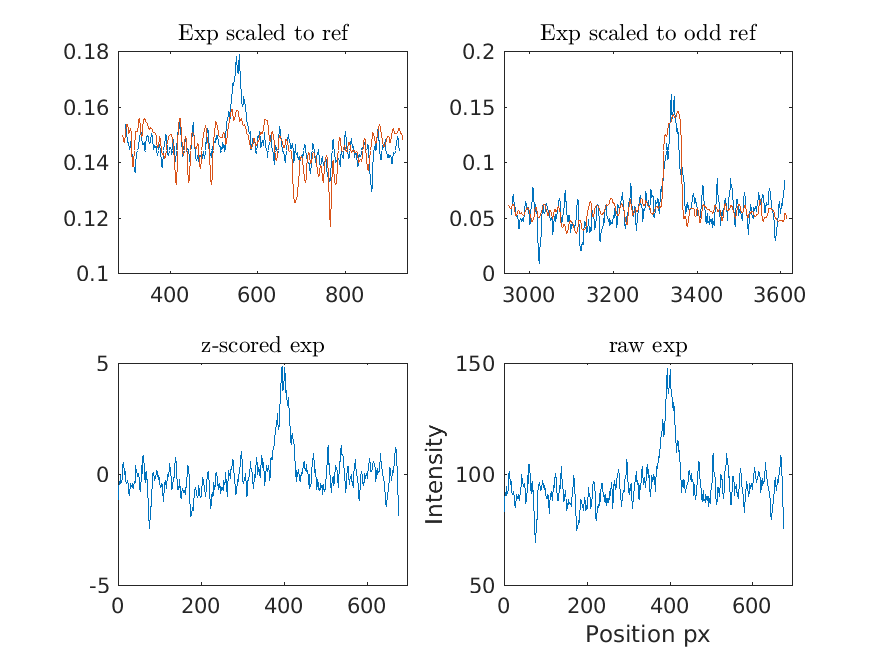 Exp scaled to ref
0.18
0.16
0.14
0.12
0.1
400 600 800
Exp scaled to odd ref
0.2
0.15
0.1
0.05
0
3000 3200 3400 3600
z-scored exp
5
0
-5
0 200 400 600
raw exp
150
100
50
Intensity
0 200 400 600
Position px